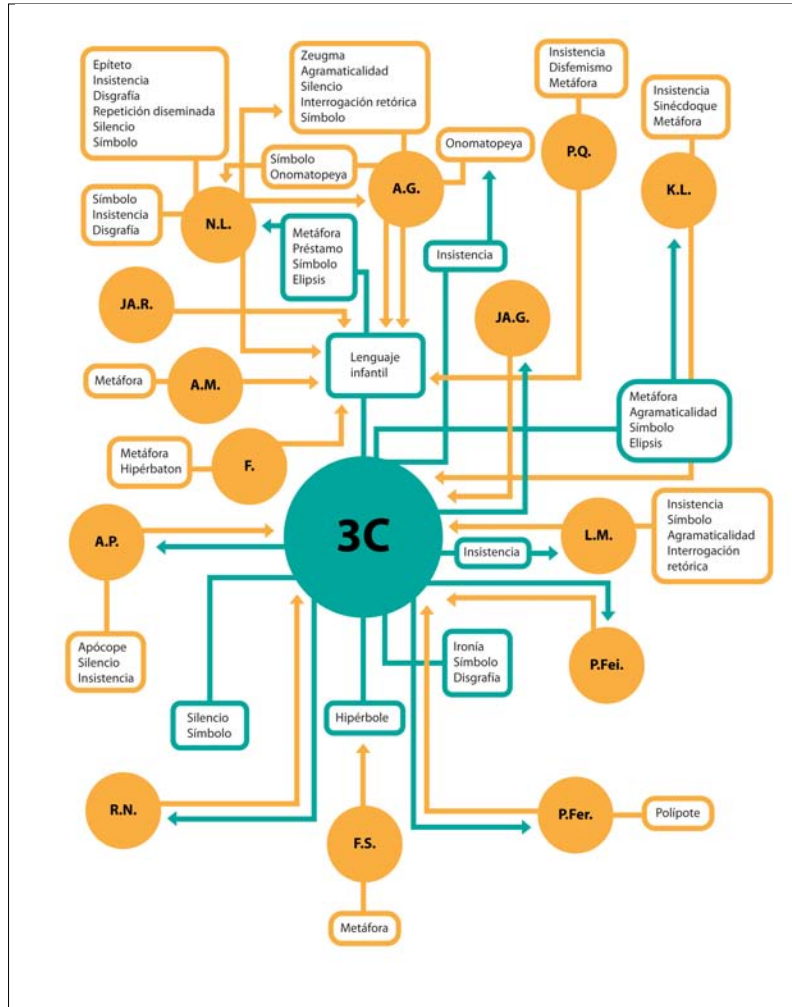 Epíteto
Insistencia
Disgrafía
Repetición diseminada
Silencio
Símbolo
Zeugma
Agramaticalidad
Silencio
Interrogación retórica
Símbolo
Insistencia
Disfemismo
Metáfora
Insistencia
Sinécdoque
Metáfora
Onomatopeya
Símbolo
Onomatopeya
P.Q.
K.L.
A.G.
Símbolo
Insistencia
Disgrafía
N.L.
Metáfora
Préstamo
Símbolo
Elipsis
Insistencia
JA.R.
JA.G.
Lenguaje
infantil
Metáfora
A.M.
Metáfora
Agramaticalidad
Símbolo
Elipsis
Metáfora
Hipérbaton
F.
3C
A.P.
Insistencia
L.M.
Insistencia
Símbolo
Agramaticalidad
Interrogación
retórica
Apócope
Silencio
Insistencia
Ironía
Símbolo
Disgrafía
P.Fei.
Silencio
Símbolo
Hipérbole
R.N.
F.S.
P.Fer.
Polípote
Metáfora